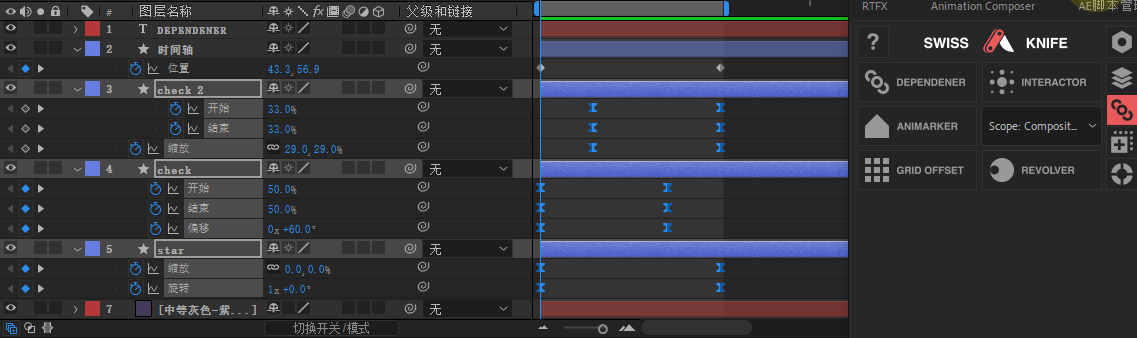 # 图层名称 fx 父级和链接
1 T DEPENDENER 无
2 时间轴 无
位置 43.3,56.9
3 check 2 无
开始 33.0%
结束 33.0%
缩放 29.0,29.0%
4 check 无
开始 50.0%
结束 50.0%
偏移 0x+60.0°
5 star 无
缩放 0.0,0.0%
旋转 1x+0.0°
7 [中等灰色-紫...] 无
切换开关/模式
RTFX Animation Composer AE脚本管
? SWISS KNIFE
DEPENDENER INTERACTOR
ANIMARKER Scope: Composit...
GRID OFFSET REVOLVER